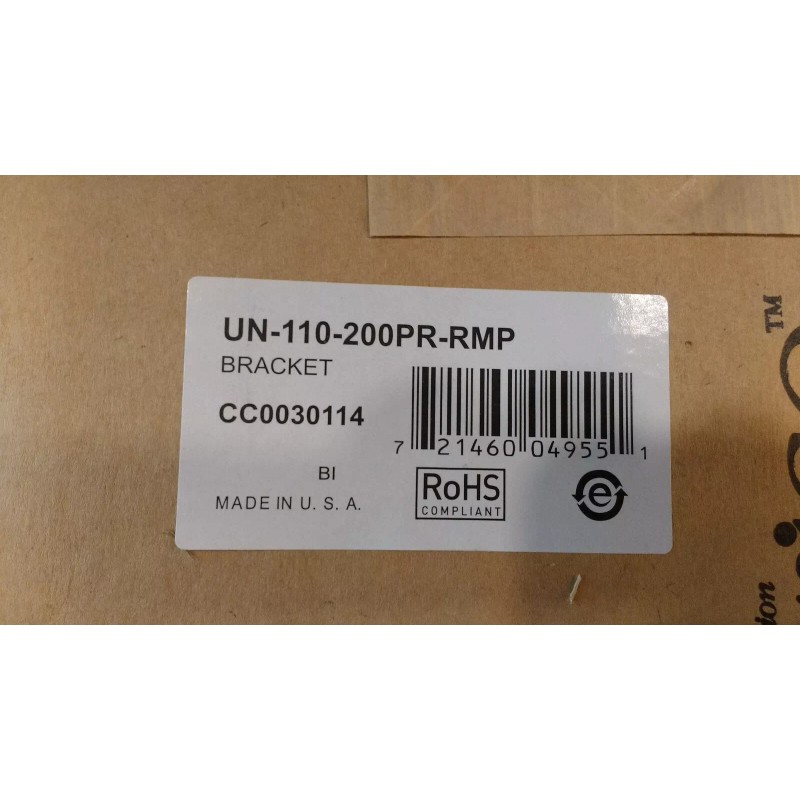 UN-110-200PR-RMP
BRACKET
CC0030114
7 21460 04955 1
BI
MADE IN U. S. A.
RoHS
COMPLIANT
e
TM